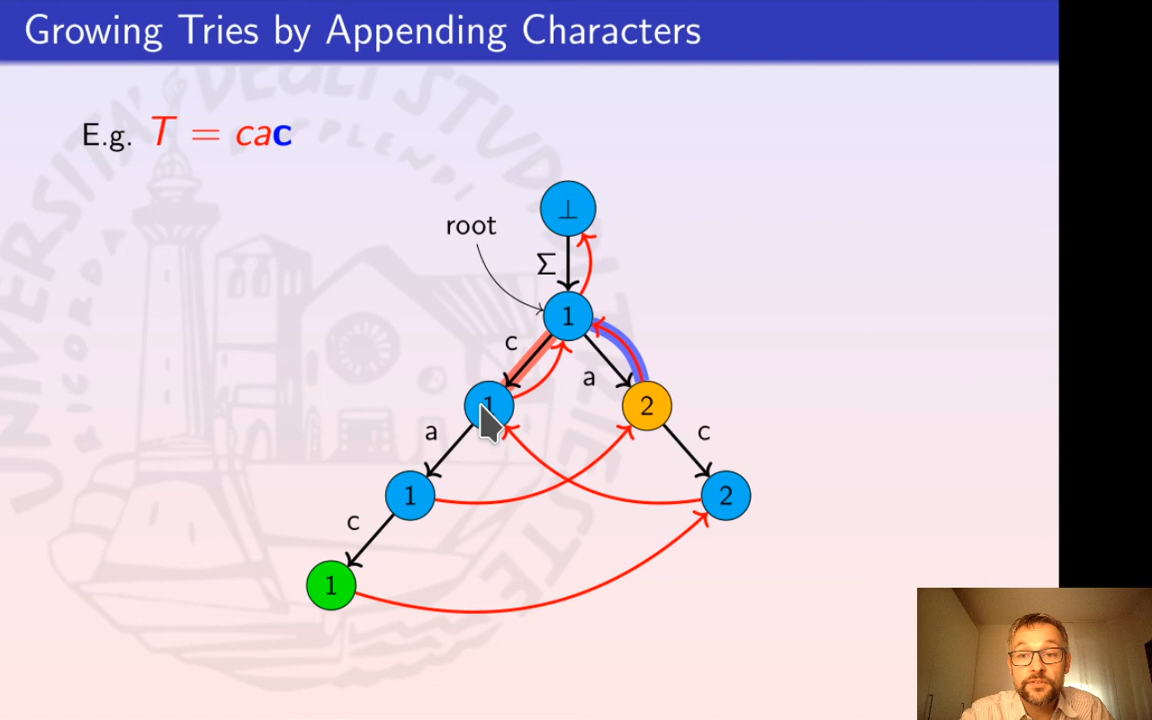 Growing Tries by Appending Characters
E.g. T = cac
⊥
root
Σ
1
c
a
1
2
a
c
1
2
c
1